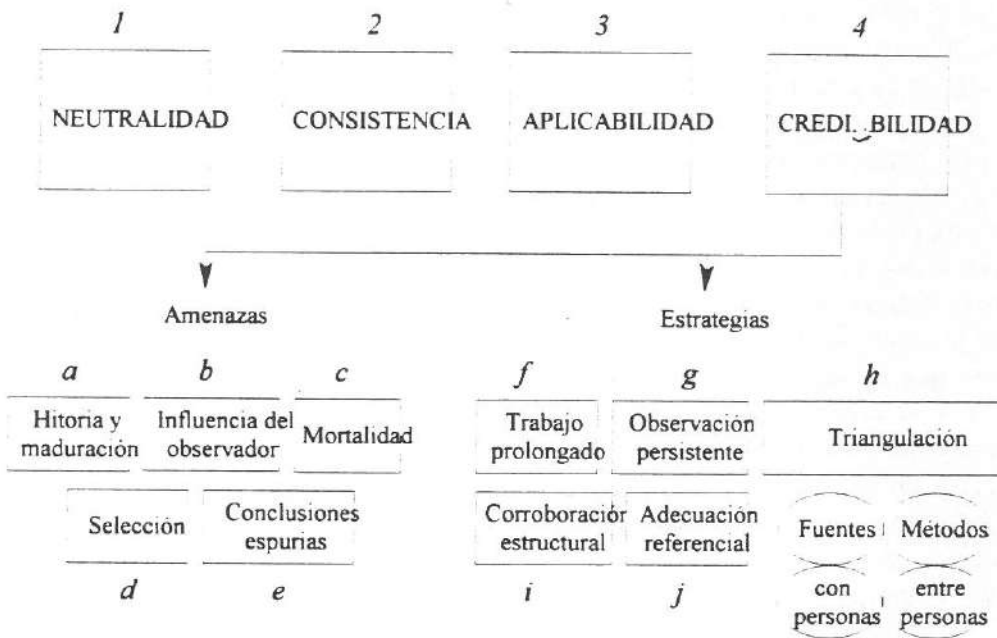 1 2 3 4
NEUTRALIDAD CONSISTENCIA APLICABILIDAD CREDI. .BILIDAD
Amenazas Estrategias
a b c f g h
Hitoria y Influencia del Mortalidad Trabajo Observación Triangulación
maduración observador prolongado persistente
Selección Conclusiones Corroboración Adecuación Fuentes Métodos
espurias estructural referencial
d e i j con entre
personas personas